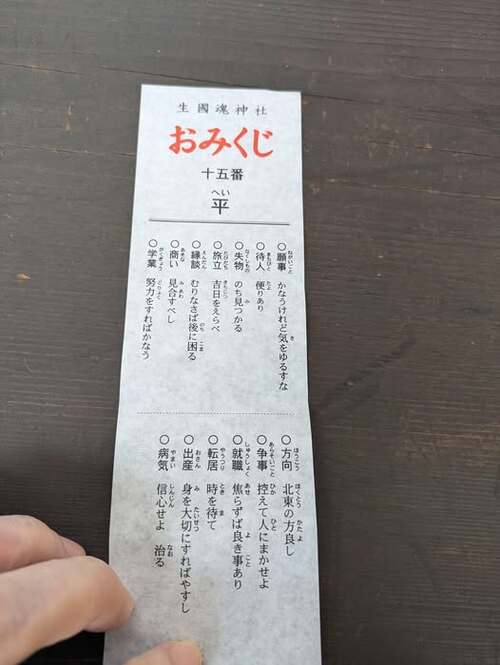 生國魂神社
おみくじ
十五番
へい
平
○願事 かなうけれど気をゆるすな
○待人 便りあり
○失物 のち見つかる
○旅立 吉日をえらべ
○縁談 むりなさば後に困る
○商い 見合すべし
○学業 努力をすればかなう
○方向 北東の方良し
○争事 控えて人にまかせよ
○就職 焦らずば良き事あり
○転居 時を待て
○出産 身を大切にすればやすし
○病気 信心せよ 治る